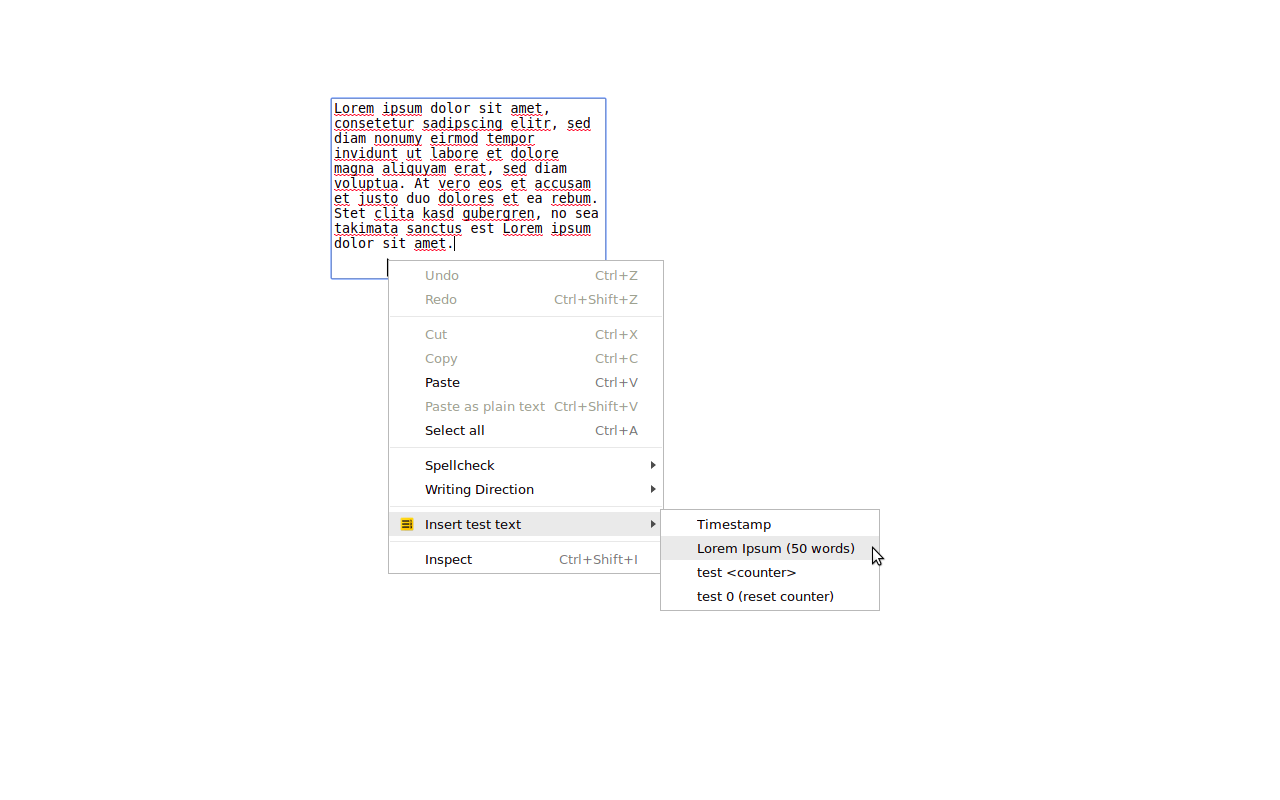 Lorem ipsum dolor sit amet,
consetetur sadipscing elitr, sed
diam nonumy eirmod tempor
invidunt ut labore et dolore
magna aliquyam erat, sed diam
voluptua. At vero eos et accusam
et justo duo dolores et ea rebum.
Stet clita kasd gubergren, no sea
takimata sanctus est Lorem ipsum
dolor sit amet.
Undo Ctrl+Z
Redo Ctrl+Shift+Z
Cut Ctrl+X
Copy Ctrl+C
Paste Ctrl+V
Paste as plain text Ctrl+Shift+V
Select all Ctrl+A
Spellcheck
Writing Direction
Insert test text
Inspect Ctrl+Shift+I
Timestamp
Lorem Ipsum (50 words)
test <counter>
test 0 (reset counter)